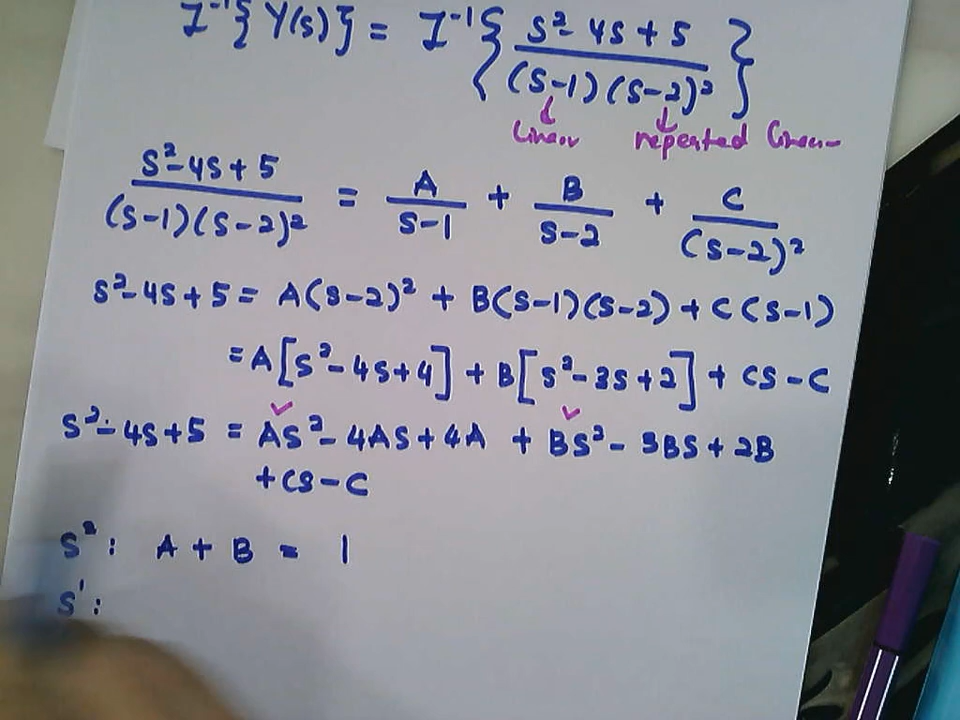 ℒ⁻¹{Y(s)} = ℒ⁻¹{(s²-4s+5)/((s-1)(s-2)²)}
linear repeated linear
(s²-4s+5)/((s-1)(s-2)²) = A/(s-1) + B/(s-2) + C/(s-2)²
s²-4s+5 = A(s-2)² + B(s-1)(s-2) + C(s-1)
= A[s²-4s+4] + B[s²-3s+2] + Cs-C
s²-4s+5 = As²-4As+4A + Bs²-3Bs+2B
+Cs-C
s²: A+B = 1
s¹: